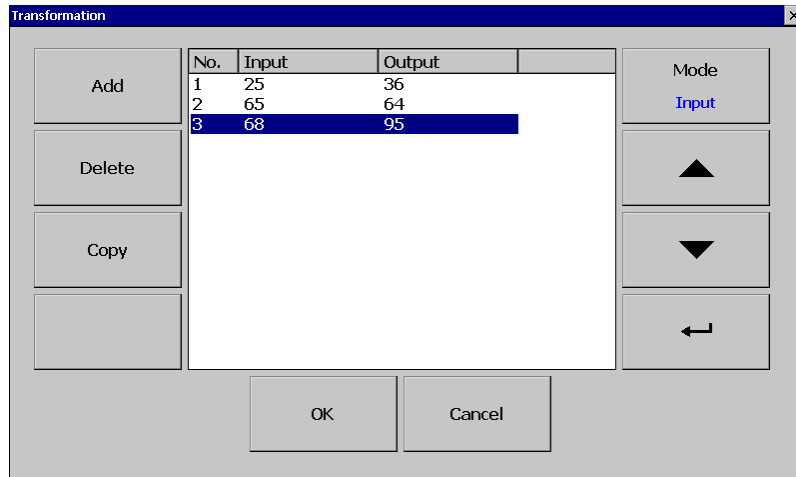 Transformation
Add
Delete
Copy
No. Input Output
1 25 36
2 65 64
3 68 95
Mode
Input
OK
Cancel